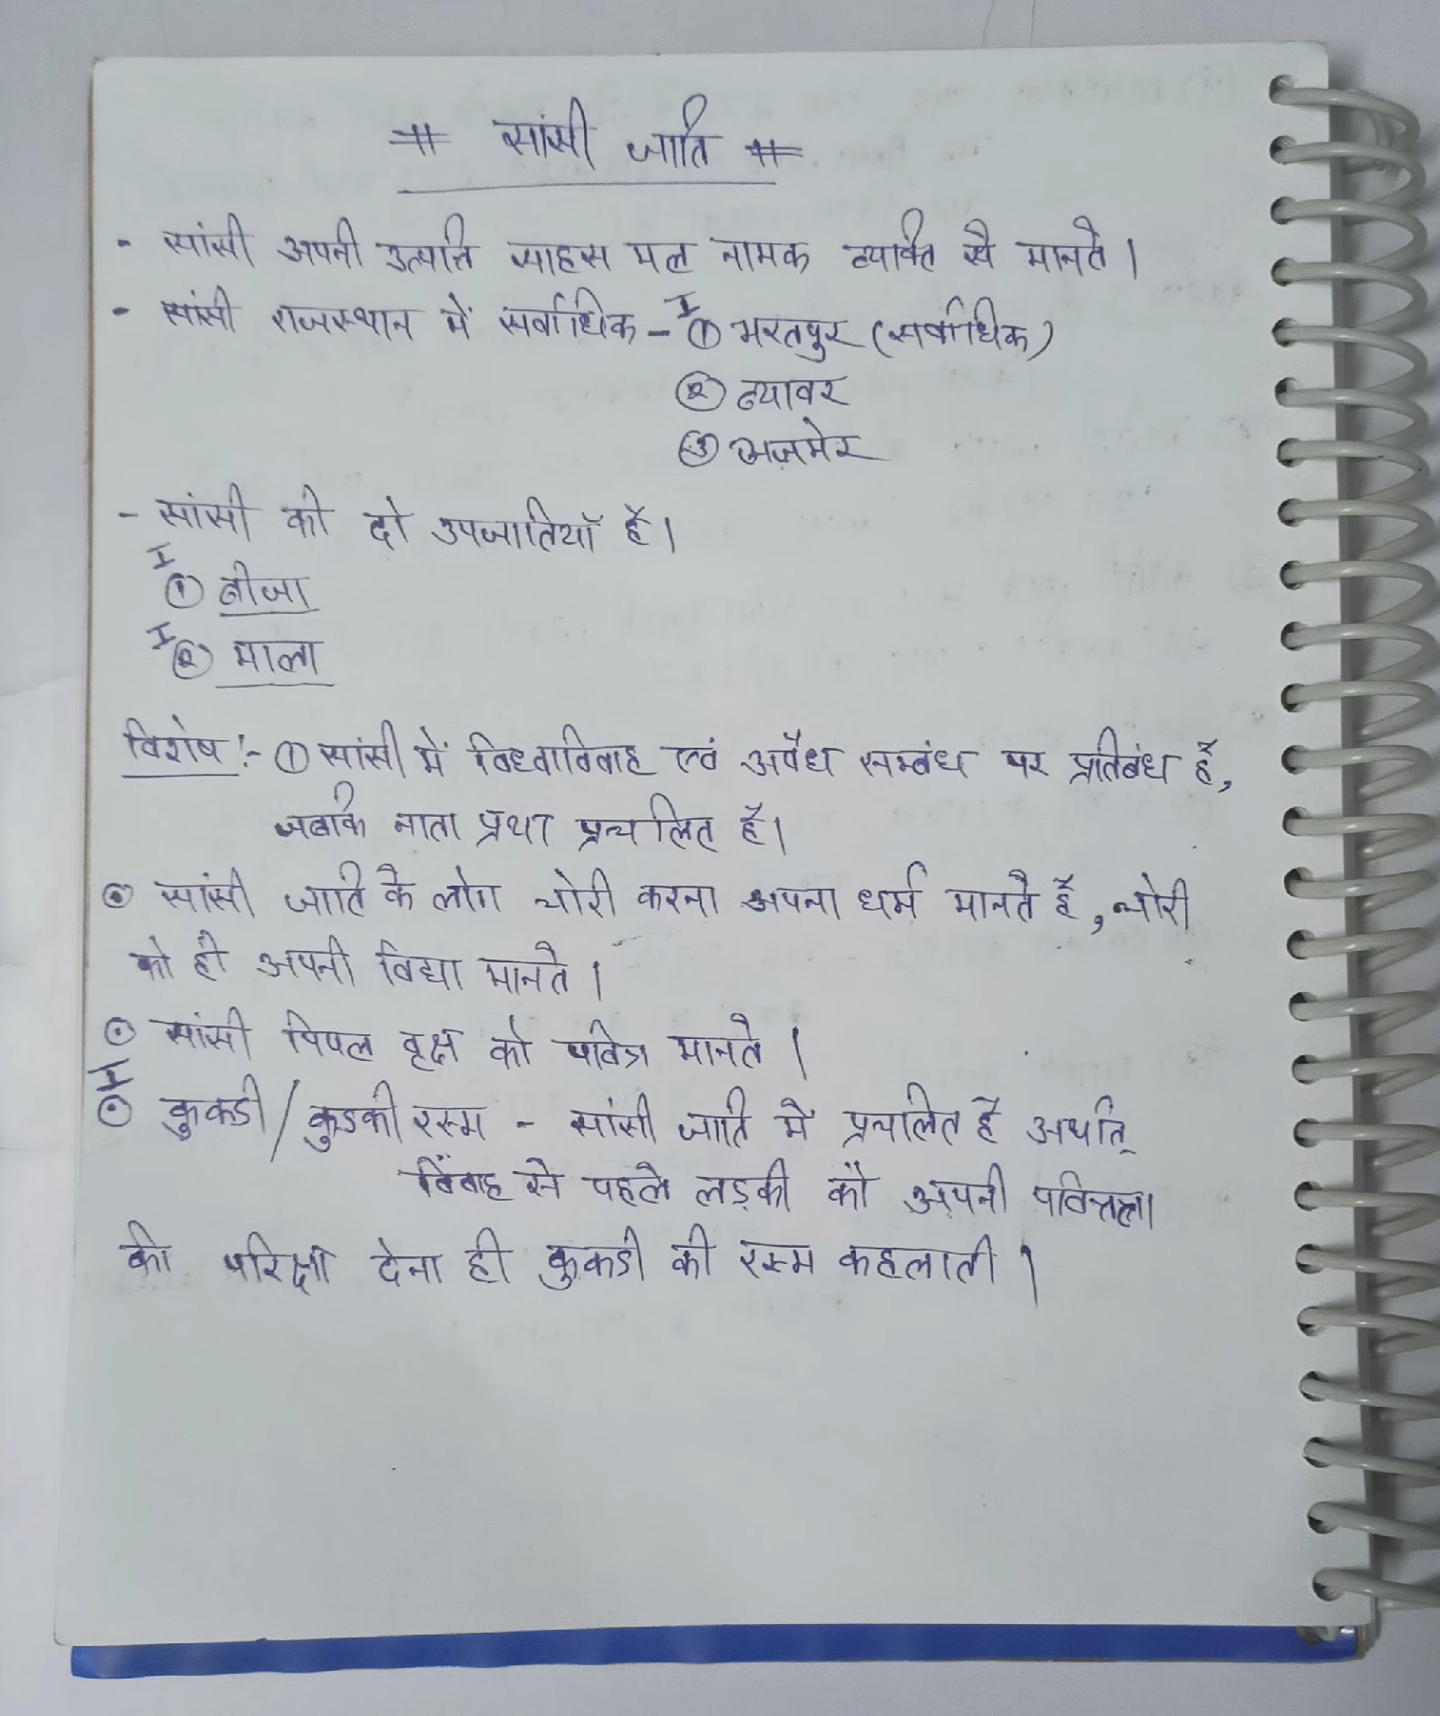 # सांसी जाति #
- सांसी अपनी उत्पत्ति साहस मल नामक व्यक्ति से मानते।
- सांसी राजस्थान में सर्वाधिक - I ① भरतपुर (सर्वाधिक)
② ब्यावर
③ अजमेर
- सांसी की दो उपजातियाँ हैं।
I ① बीजा
I ② माला
विशेष :- ① सांसी में विध्वाविवाह एवं अवैध सम्बंध पर प्रतिबंध हैं,
जबकि नाता प्रथा प्रचलित हैं।
⊙ सांसी जाति के लोग चोरी करना अपना धर्म मानते हैं, चोरी
को ही अपनी विद्या मानते।
⊙ सांसी पिपल वृक्ष को पवित्र मानते।
I ⊙ कुकडी/कुडकी रस्म - सांसी जाति में प्रचलित हैं अर्थात्
विवाह से पहले लड़की को अपनी पवित्रता
की परिक्षा देना ही कुकडी की रस्म कहलाती।